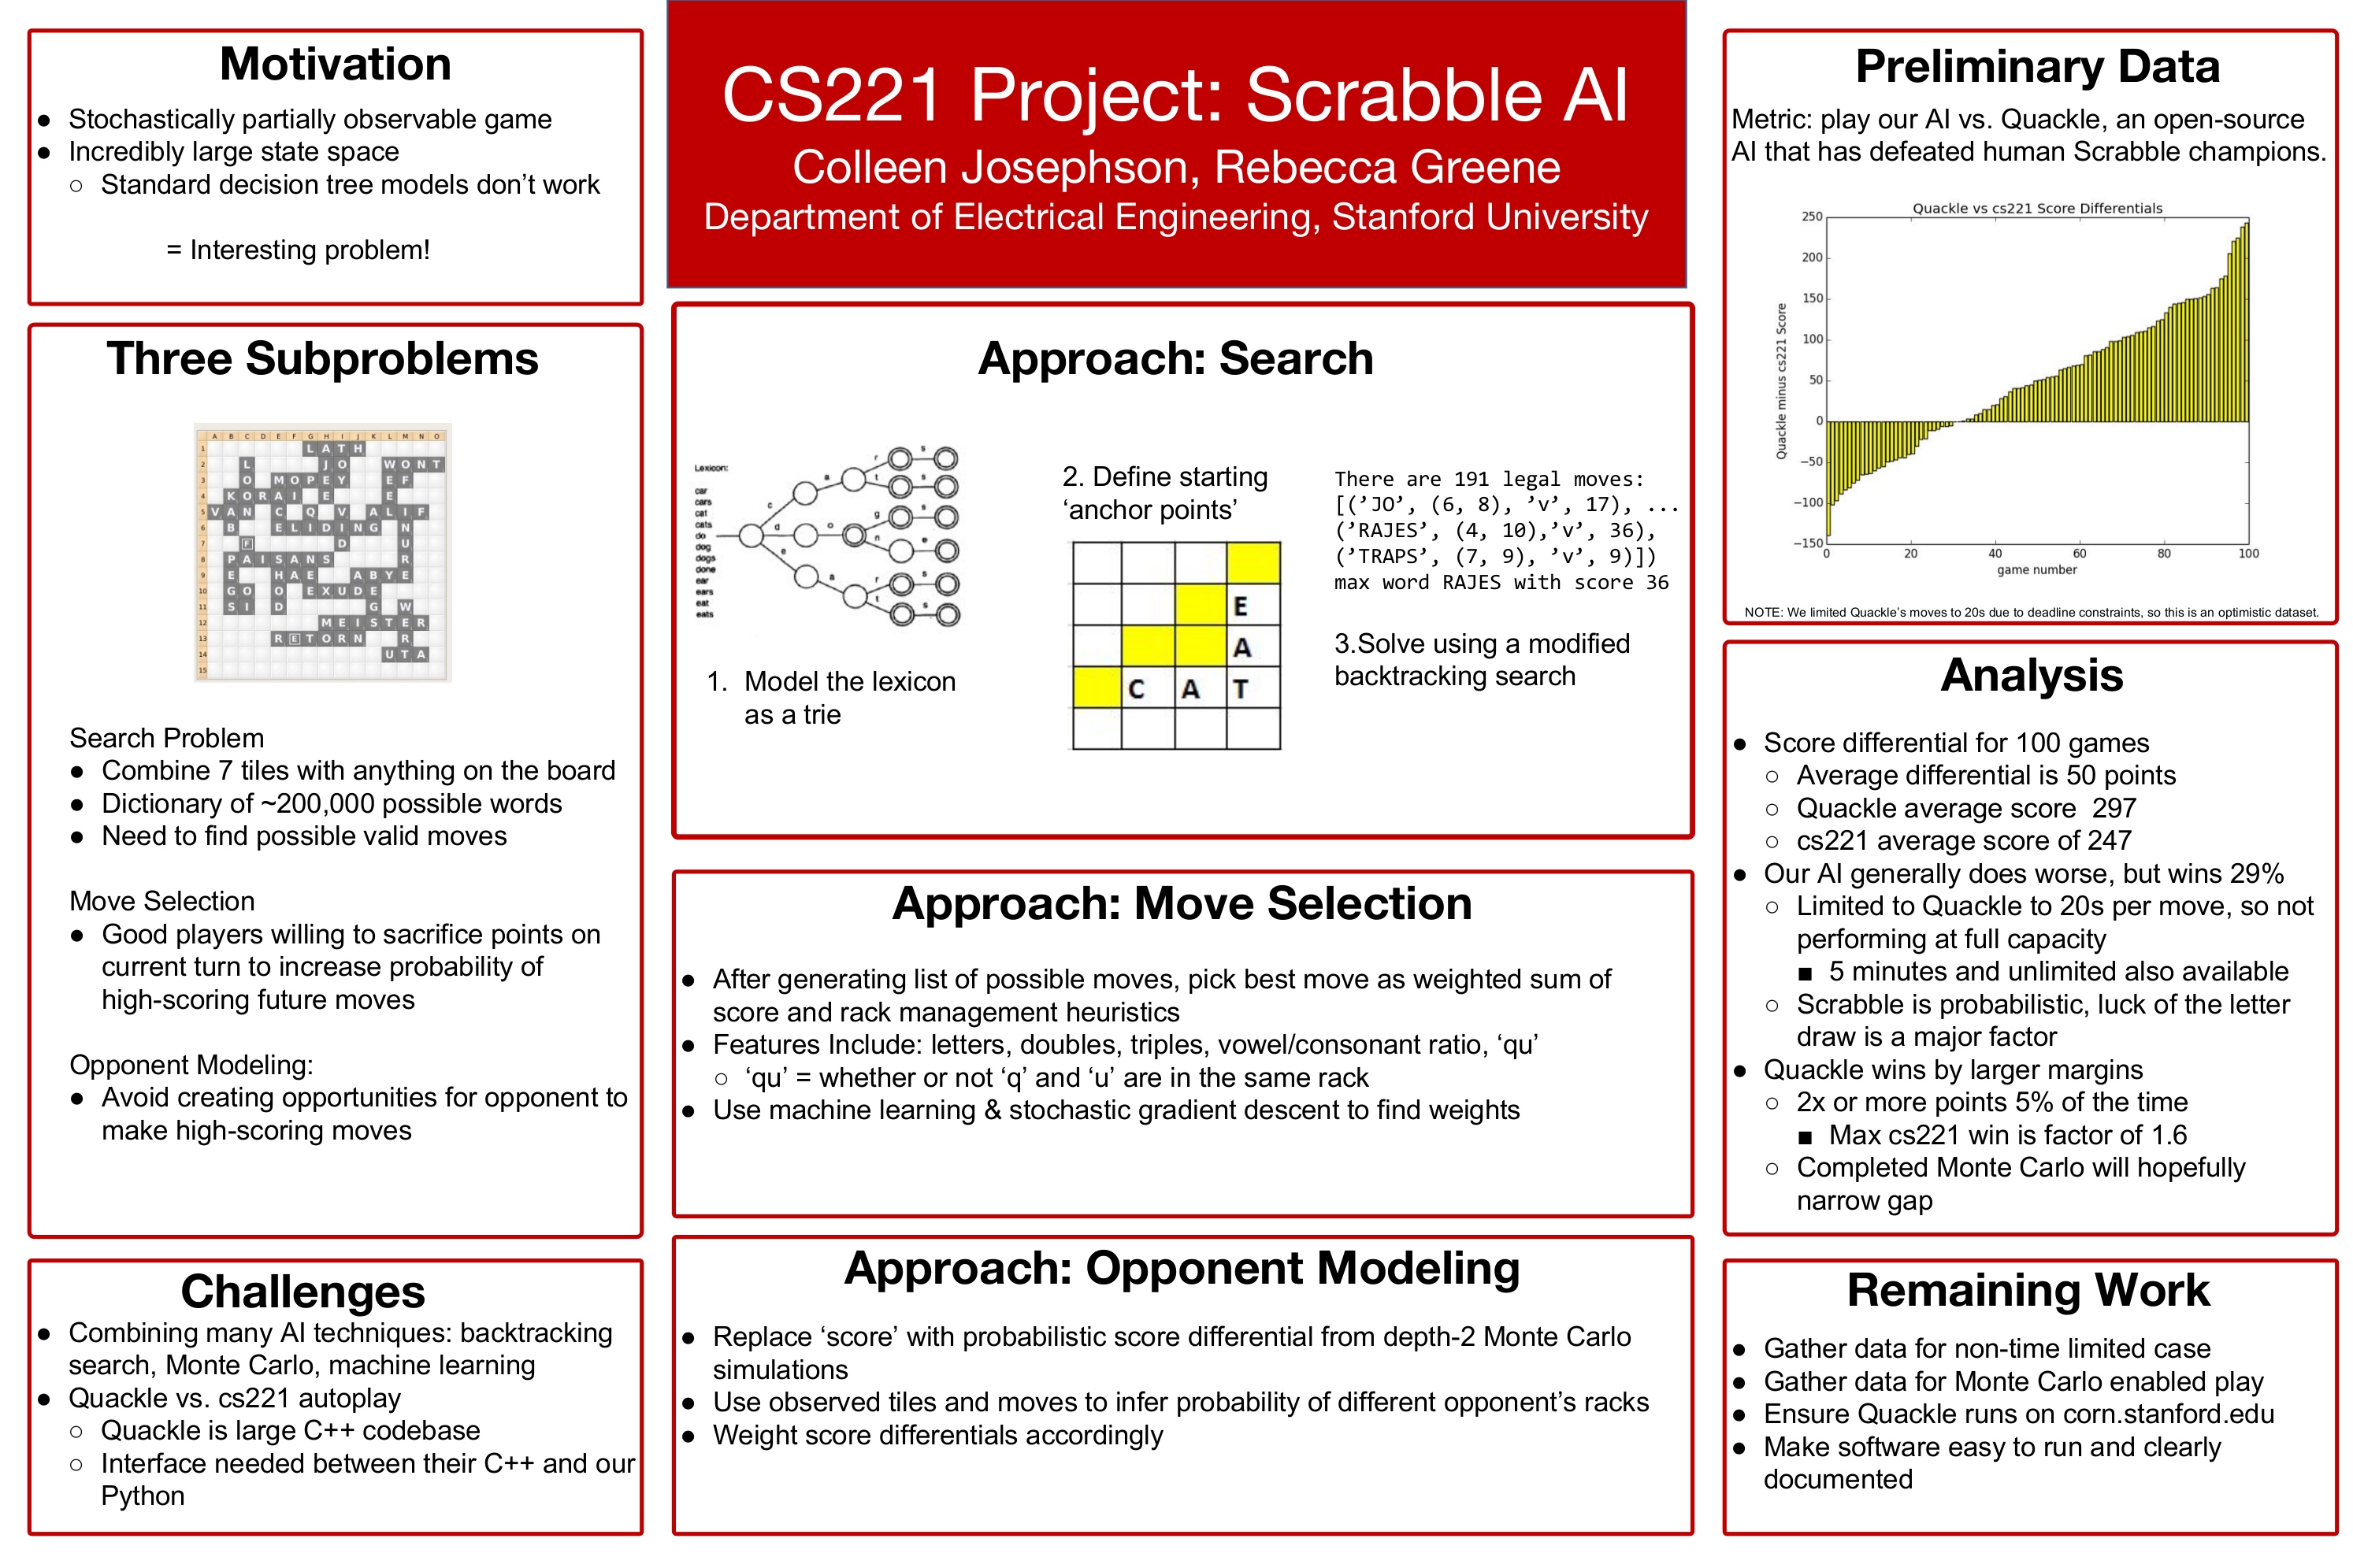 CS221 Project: Scrabble AI
Colleen Josephson, Rebecca Greene
Department of Electrical Engineering, Stanford University
Motivation
● Stochastically partially observable game
● Incredibly large state space
○ Standard decision tree models don’t work
= Interesting problem!
Three Subproblems
A B C D E F G H I J K L M N O
1 L A T H
2 L J O W O N T
3 O M O P E Y E F
4 K O R A I E E
5 V A N C Q V A L I F
6 B E L I D I N G N
7 F D U
8 P A I S A N S R
9 E H A E A B Y E
10 G O O E X U D E
11 S I D G W
12 M E I S T E R
13 R E T O R N R
14 U T A
15
Search Problem
● Combine 7 tiles with anything on the board
● Dictionary of ~200,000 possible words
● Need to find possible valid moves
Move Selection
● Good players willing to sacrifice points on
current turn to increase probability of
high-scoring future moves
Opponent Modeling:
● Avoid creating opportunities for opponent to
make high-scoring moves
Challenges
● Combining many AI techniques: backtracking
search, Monte Carlo, machine learning
● Quackle vs. cs221 autoplay
○ Quackle is large C++ codebase
○ Interface needed between their C++ and our
Python
Approach: Search
Lexicon:
car
cars
cat
cats
do
dog
dogs
done
ear
ears
eat
eats
c a r s t s
d o g s n e
e a r s t s
1. Model the lexicon
as a trie
2. Define starting
‘anchor points’
E
A
C A T
There are 191 legal moves:
[(’JO’, (6, 8), ’v’, 17), ...
(’RAJES’, (4, 10),’v’, 36),
(’TRAPS’, (7, 9), ’v’, 9)])
max word RAJES with score 36
3.Solve using a modified
backtracking search
Approach: Move Selection
● After generating list of possible moves, pick best move as weighted sum of
score and rack management heuristics
● Features Include: letters, doubles, triples, vowel/consonant ratio, ‘qu’
○ ‘qu’ = whether or not ‘q’ and ‘u’ are in the same rack
● Use machine learning & stochastic gradient descent to find weights
Approach: Opponent Modeling
● Replace ‘score’ with probabilistic score differential from depth-2 Monte Carlo
simulations
● Use observed tiles and moves to infer probability of different opponent’s racks
● Weight score differentials accordingly
Preliminary Data
Metric: play our AI vs. Quackle, an open-source
AI that has defeated human Scrabble champions.
Quackle vs cs221 Score Differentials
Quackle minus cs221 Score
250
200
150
100
50
0
−50
−100
−150
0 20 40 60 80 100
game number
NOTE: We limited Quackle’s moves to 20s due to deadline constraints, so this is an optimistic dataset.
Analysis
● Score differential for 100 games
○ Average differential is 50 points
○ Quackle average score 297
○ cs221 average score of 247
● Our AI generally does worse, but wins 29%
○ Limited to Quackle to 20s per move, so not
performing at full capacity
■ 5 minutes and unlimited also available
○ Scrabble is probabilistic, luck of the letter
draw is a major factor
● Quackle wins by larger margins
○ 2x or more points 5% of the time
■ Max cs221 win is factor of 1.6
○ Completed Monte Carlo will hopefully
narrow gap
Remaining Work
● Gather data for non-time limited case
● Gather data for Monte Carlo enabled play
● Ensure Quackle runs on corn.stanford.edu
● Make software easy to run and clearly
documented